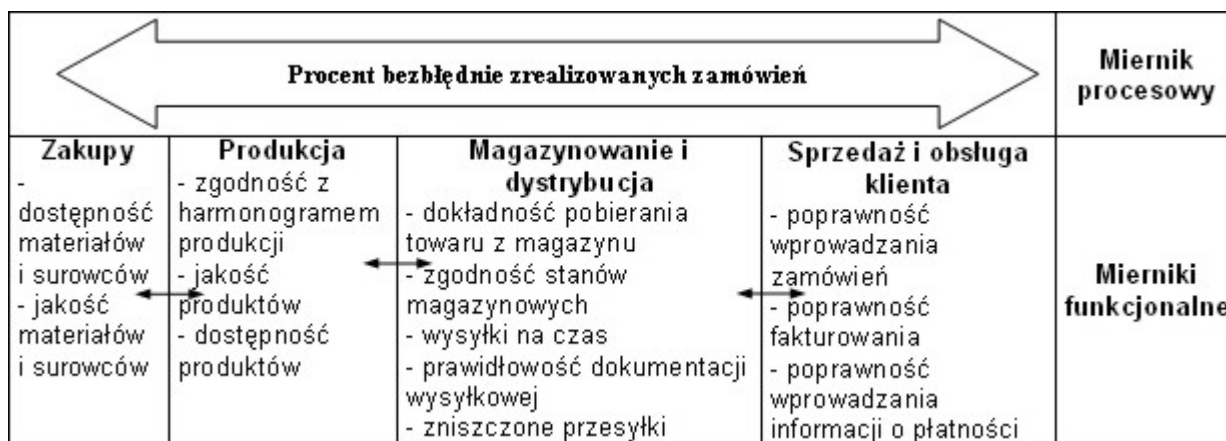 Procent bezbłędnie zrealizowanych zamówień
Miernik
procesowy
Zakupy
-
dostępność
materiałów
i surowców
- jakość
materiałów
i surowców
Produkcja
- zgodność z
harmonogramem
produkcji
- jakość
produktów
- dostępność
produktów
Magazynowanie i
dystrybucja
- dokładność pobierania
towaru z magazynu
- zgodność stanów
magazynowych
- wysyłki na czas
- prawidłowość dokumentacji
wysyłkowej
- zniszczone przesyłki
Sprzedaż i obsługa
klienta
- poprawność
wprowadzania
zamówień
- poprawność
fakturowania
- poprawność
wprowadzania
informacji o płatności
Mierniki
funkcjonalne